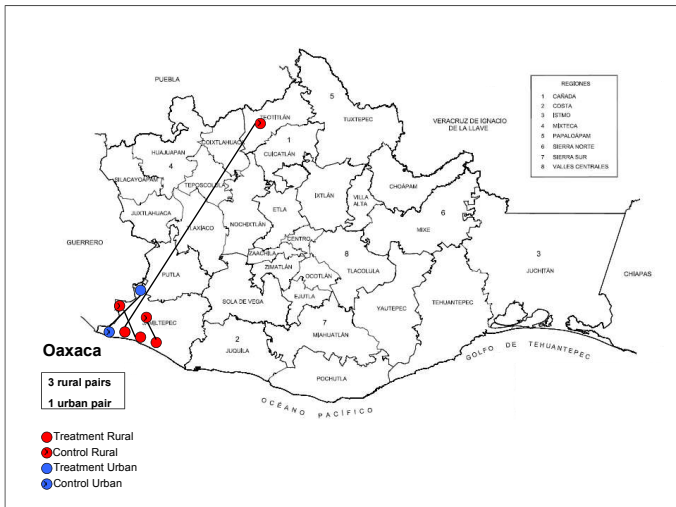 PUEBLA
VERACRUZ DE IGNACIO
DE LA LLAVE
REGIONES
1 CAÑADA
2 COSTA
3 ISTMO
4 MIXTECA
5 PAPALOÁPAM
6 SIERRA NORTE
7 SIERRA SUR
8 VALLES CENTRALES
5
TUXTEPEC
TEOTITLÁN
1
CUICATLÁN
COIXTLAHUACA
HUAJUAPAN
4
SILACAYOÁPAM
TEPOSCOLULA
JUXTLAHUACA
TLAXIACO
NOCHIXTLÁN
ETLA
IXTLÁN
VILLA
ALTA
CHOÁPAM
6
MIXE
GUERRERO
CENTRO
ZAACHILA
ZIMATLÁN
8
TLACOLULA
OCOTLÁN
EJUTLA
PUTLA
SOLA DE VEGA
YAUTEPEC
TEHUANTEPEC
3
JUCHITÁN
CHIAPAS
JAMILTEPEC
7
MIAHUATLÁN
2
JUQUILA
POCHUTLA
GOLFO DE TEHUANTEPEC
OCÉANO PACÍFICO
Oaxaca
3 rural pairs
1 urban pair
Treatment Rural
Control Rural
Treatment Urban
Control Urban